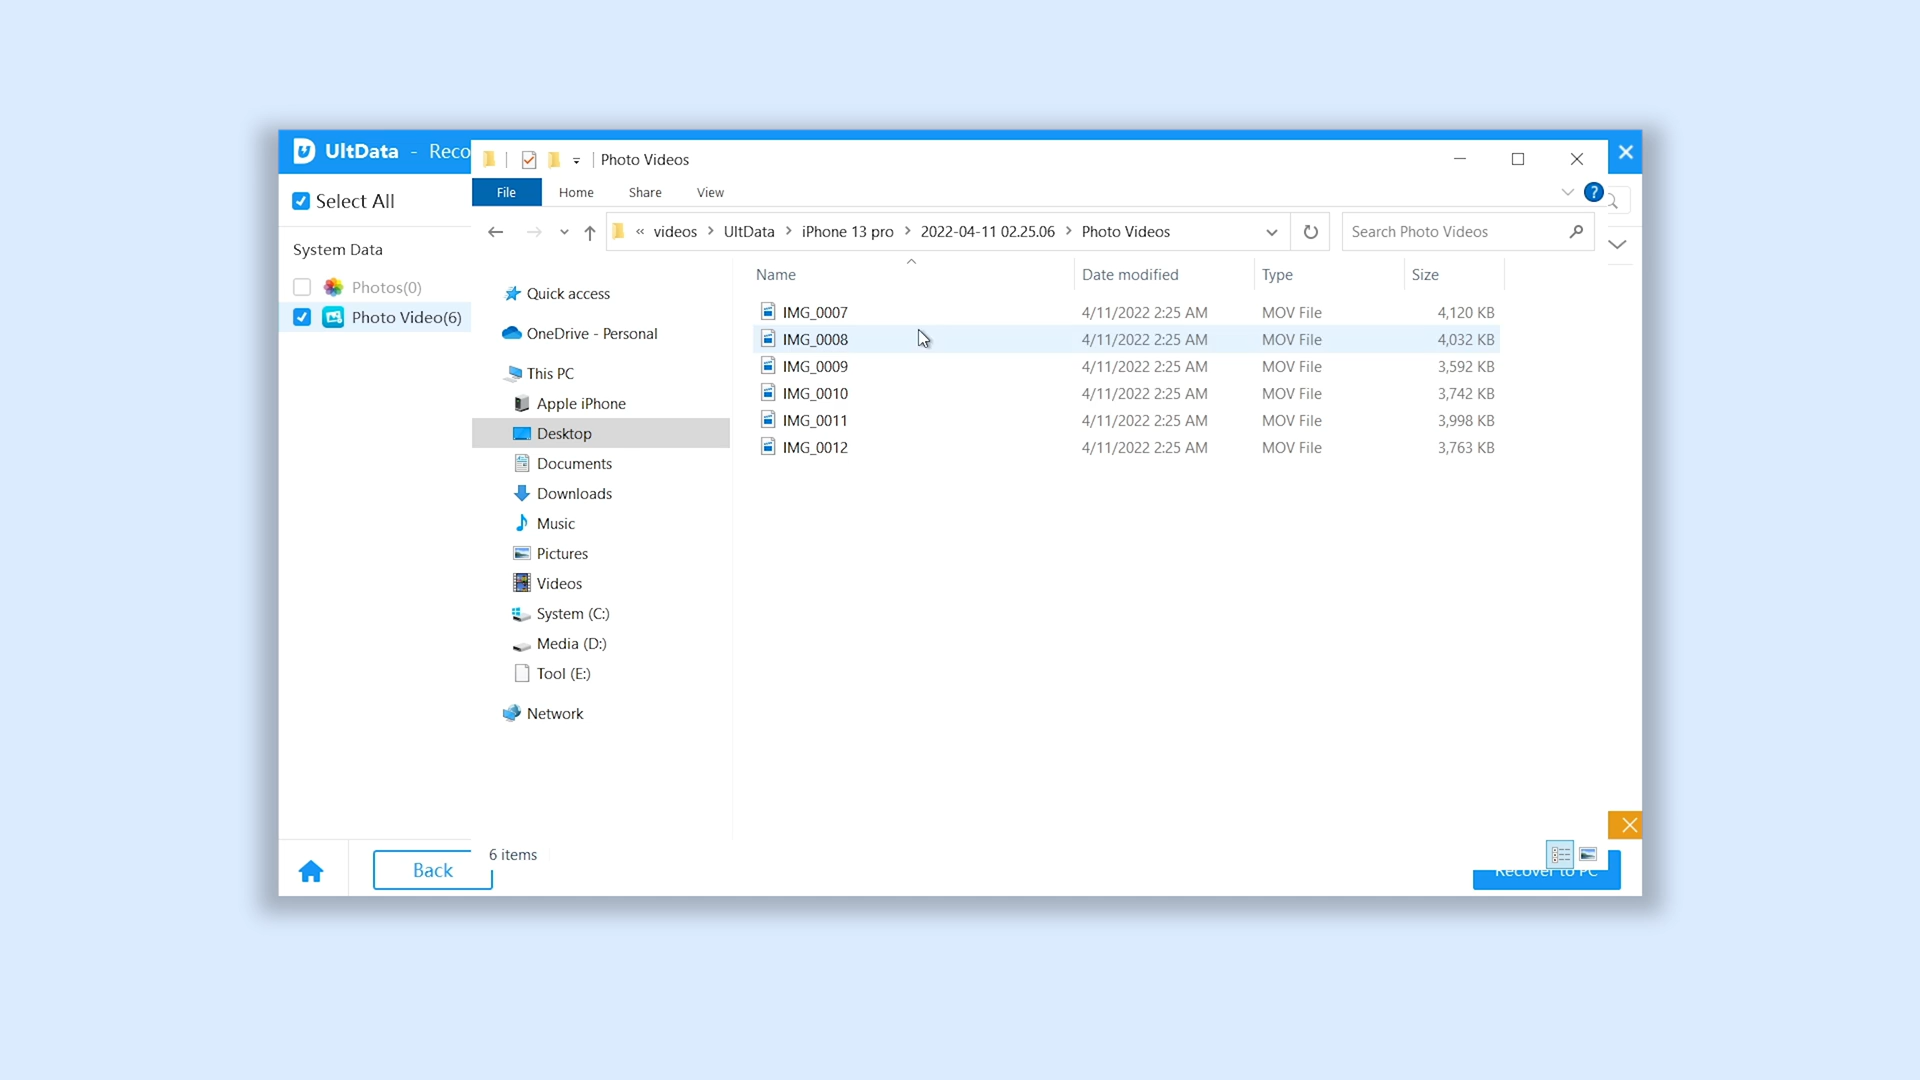 UltData - Reco
Photo Videos
Select All
File Home Share View
« videos > UltData > iPhone 13 pro > 2022-04-11 02.25.06 > Photo Videos
Search Photo Videos
System Data
Photos(0)
Photo Video(6)
Quick access
OneDrive - Personal
This PC
Apple iPhone
Desktop
Documents
Downloads
Music
Pictures
Videos
System (C:)
Media (D:)
Tool (E:)
Network
Name Date modified Type Size
IMG_0007 4/11/2022 2:25 AM MOV File 4,120 KB
IMG_0008 4/11/2022 2:25 AM MOV File 4,032 KB
IMG_0009 4/11/2022 2:25 AM MOV File 3,592 KB
IMG_0010 4/11/2022 2:25 AM MOV File 3,742 KB
IMG_0011 4/11/2022 2:25 AM MOV File 3,998 KB
IMG_0012 4/11/2022 2:25 AM MOV File 3,763 KB
6 items
Back
Recover to PC